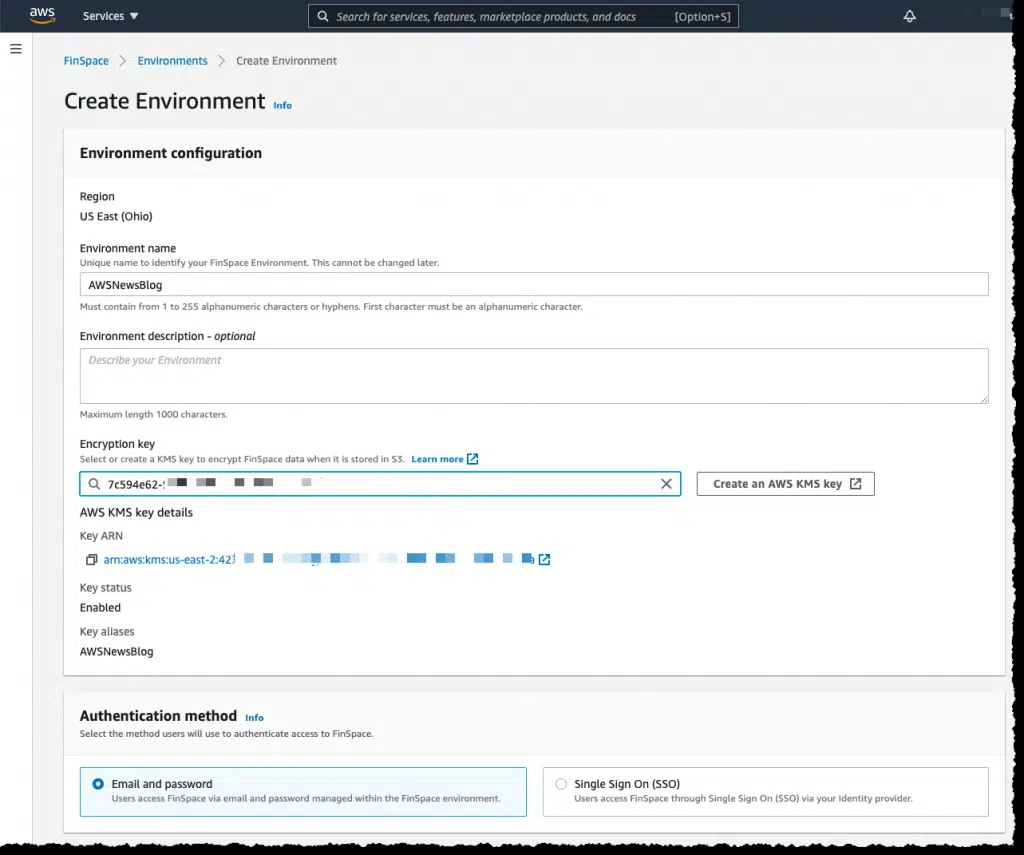 aws Services Search for services, features, marketplace products, and docs [Option+S]
FinSpace Environments Create Environment
Create Environment Info
Environment configuration
Region
US East (Ohio)
Environment name
Unique name to identify your FinSpace Environment. This cannot be changed later.
AWSNewsBlog
Must contain from 1 to 255 alphanumeric characters or hyphens. First character must be an alphanumeric character.
Environment description - optional
Describe your Environment
Maximum length 1000 characters.
Encryption key
Select or create a KMS key to encrypt FinSpace data when it is stored in S3. Learn more
7c594e62- Create an AWS KMS key
AWS KMS key details
Key ARN
arn:aws:kms:us-east-2:42
Key status
Enabled
Key aliases
AWSNewsBlog
Authentication method Info
Select the method users will use to authenticate access to FinSpace.
Email and password
Users access FinSpace via email and password managed within the FinSpace environment.
Single Sign On (SSO)
Users access FinSpace through Single Sign On (SSO) via your Identity provider.